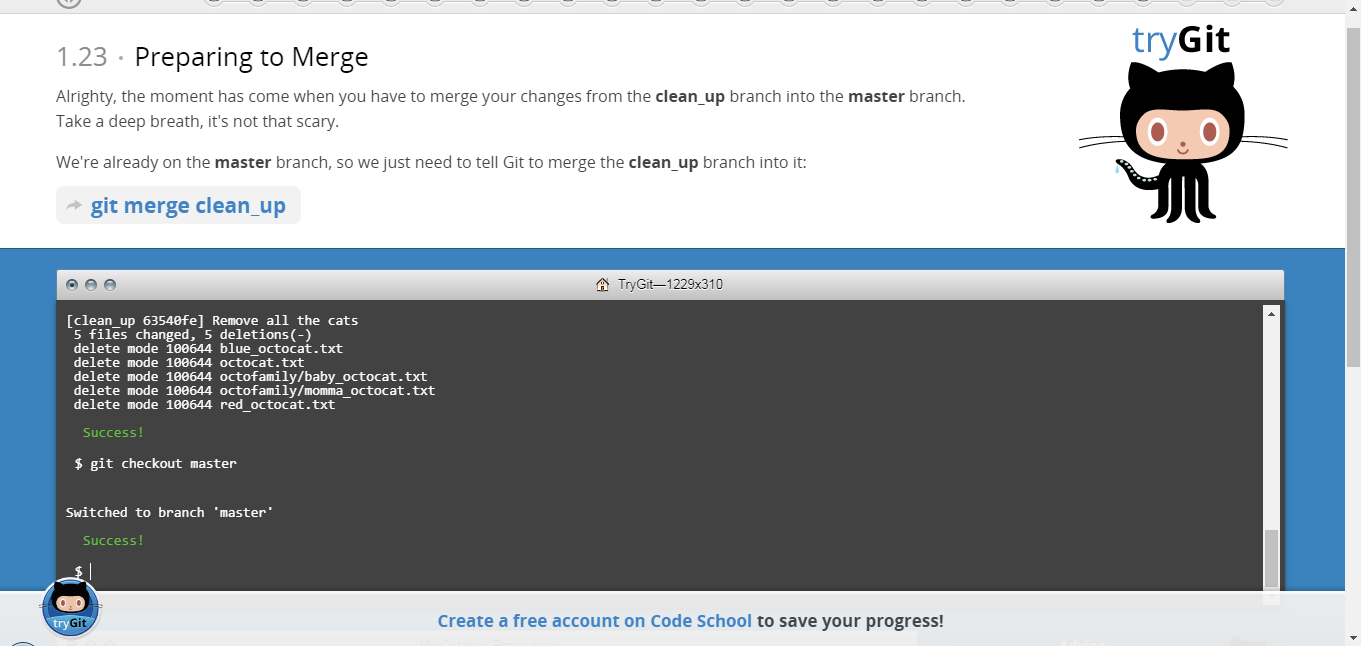 tryGit
1.23 · Preparing to Merge
Alrighty, the moment has come when you have to merge your changes from the clean_up branch into the master branch.
Take a deep breath, it's not that scary.
We're already on the master branch, so we just need to tell Git to merge the clean_up branch into it:
git merge clean_up
TryGit—1229x310
[clean_up 63540fe] Remove all the cats
5 files changed, 5 deletions(-)
delete mode 100644 blue_octocat.txt
delete mode 100644 octocat.txt
delete mode 100644 octofamily/baby_octocat.txt
delete mode 100644 octofamily/momma_octocat.txt
delete mode 100644 red_octocat.txt
Success!
$ git checkout master
Switched to branch 'master'
Success!
$
tryGit
Create a free account on Code School to save your progress!